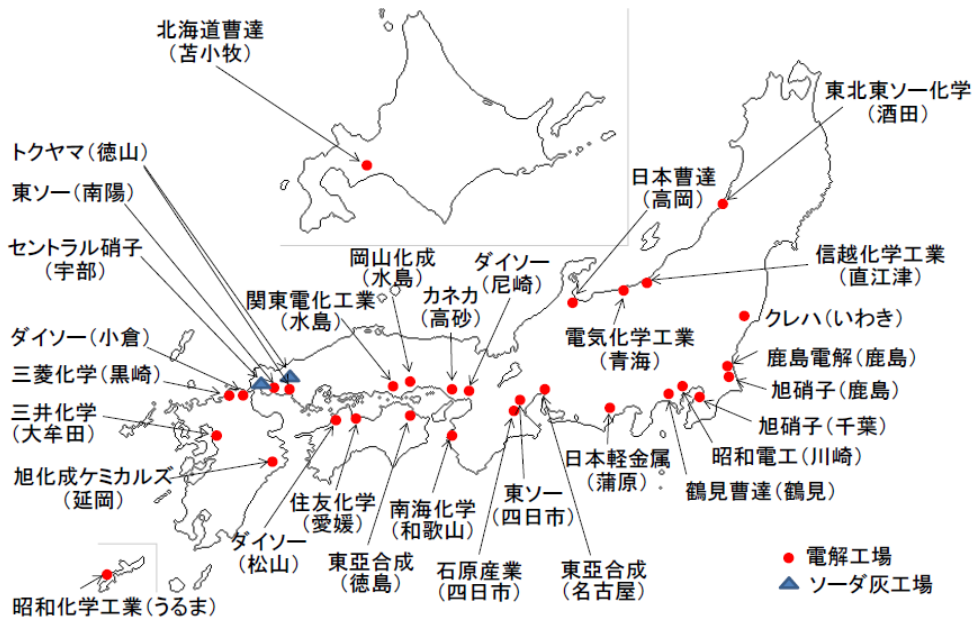 北海道曹達
(苫小牧)
東北東ソー化学
(酒田)
トクヤマ(徳山)
東ソー(南陽)
セントラル硝子
(宇部)
日本曹達
(高岡)
岡山化成
(水島)
ダイソー
(尼崎)
関東電化工業
(水島)
カネカ
(高砂)
信越化学工業
(直江津)
電気化学工業
(青海)
クレハ(いわき)
ダイソー(小倉)
三菱化学(黒崎)
三井化学
(大牟田)
旭化成ケミカルズ
(延岡)
鹿島電解(鹿島)
旭硝子(鹿島)
旭硝子(千葉)
昭和電工(川崎)
鶴見曹達(鶴見)
日本軽金属
(蒲原)
住友化学
(愛媛)
ダイソー
(松山)
東亞合成
(徳島)
南海化学
(和歌山)
石原産業
(四日市)
東ソー
(四日市)
東亞合成
(名古屋)
昭和化学工業(うるま)
電解工場
ソーダ灰工場